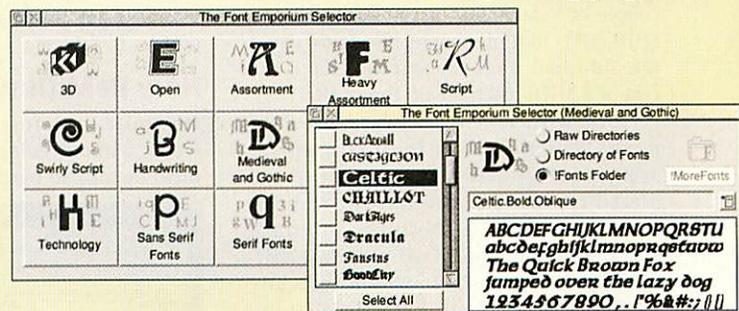 The Font Emporium Selector
3D
Open
Assortment
Heavy
Assortment
Script
Swirly Script
Handwriting
Medieval
and Gothic
Technology
Sans Serif
Fonts
Serif Fonts
The Font Emporium Selector (Medieval and Gothic)
Celtic
CHAILLOT
DarkAges
Dracula
Faustus
Select All
Raw Directories
Directory of Fonts
!Fonts Folder
!MoreFonts
Celtic.Bold.Oblique
ABCDEFGHIJKLMNOPQRSTU
abcdefghijklmnopqrstuvw
The Quick Brown Fox
jumped over the lazy dog